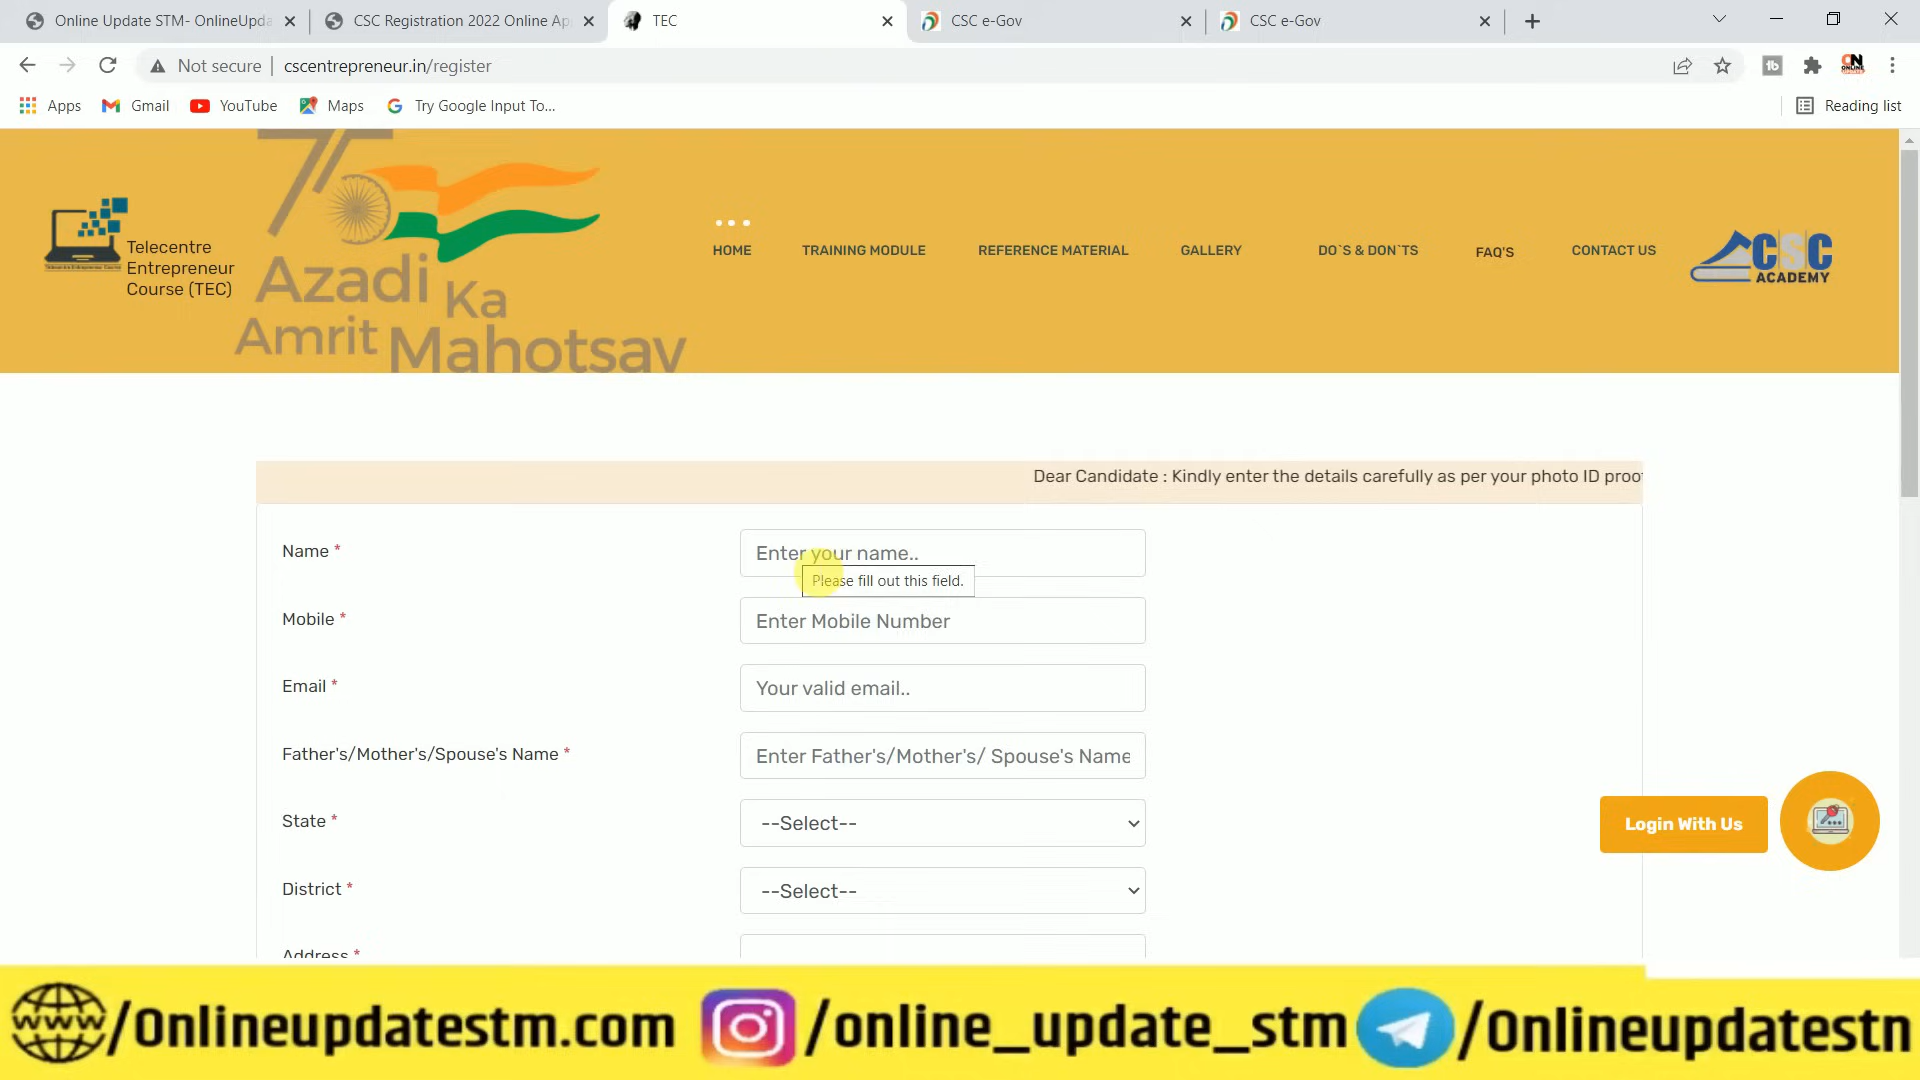 Online Update STM- OnlineUpda
CSC Registration 2022 Online Ap
TEC
CSC e-Gov
CSC e-Gov
Not secure
cscentrepreneur.in/register
Apps
Gmail
YouTube
Maps
Try Google Input To...
Reading list
Telecentre
Entrepreneur
Course (TEC)
Azadi Ka
Amrit Mahotsav
HOME
TRAINING MODULE
REFERENCE MATERIAL
GALLERY
DO`S & DON`TS
FAQ'S
CONTACT US
CSC
ACADEMY
Dear Candidate : Kindly enter the details carefully as per your photo ID proof
Name *
Enter your name..
Please fill out this field.
Mobile *
Enter Mobile Number
Email *
Your valid email..
Father's/Mother's/Spouse's Name *
Enter Father's/Mother's/ Spouse's Name
State *
--Select--
Login With Us
District *
--Select--
Address *
www /Onlineupdatestm.com
/online_update_stm
/Onlineupdatestn